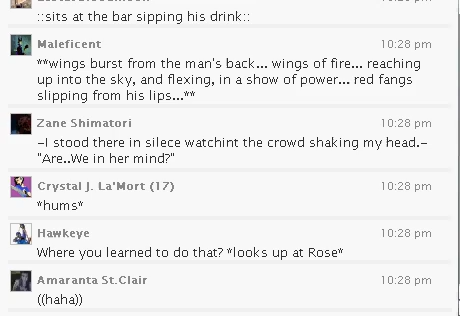 ::sits at the bar sipping his drink::
Maleficent 10:28 pm
**wings burst from the man's back... wings of fire... reaching
up into the sky, and flexing, in a show of power... red fangs
slipping from his lips...**
Zane Shimatori 10:28 pm
~I stood there in silece watchint the crowd shaking my head.~
"Are..We in her mind?"
Crystal J. La'Mort (17) 10:28 pm
*hums*
Hawkeye 10:28 pm
Where you learned to do that? *looks up at Rose*
Amaranta St.Clair 10:28 pm
((haha))